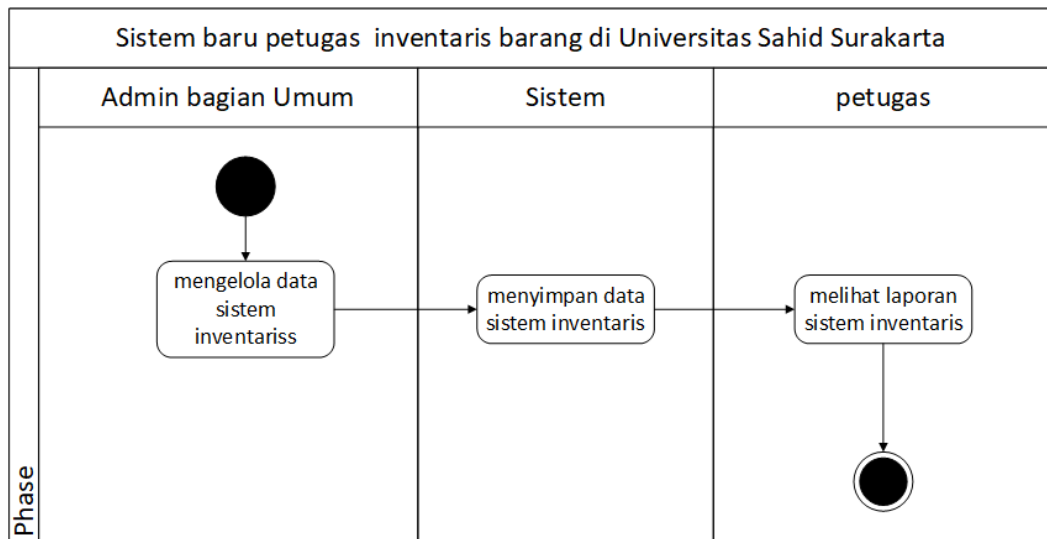 Sistem baru petugas  inventaris barang di Universitas Sahid Surakarta
Admin bagian Umum
Sistem
petugas
mengelola data
sistem
inventariss
menyimpan data
sistem inventaris
melihat laporan
sistem inventaris
Phase